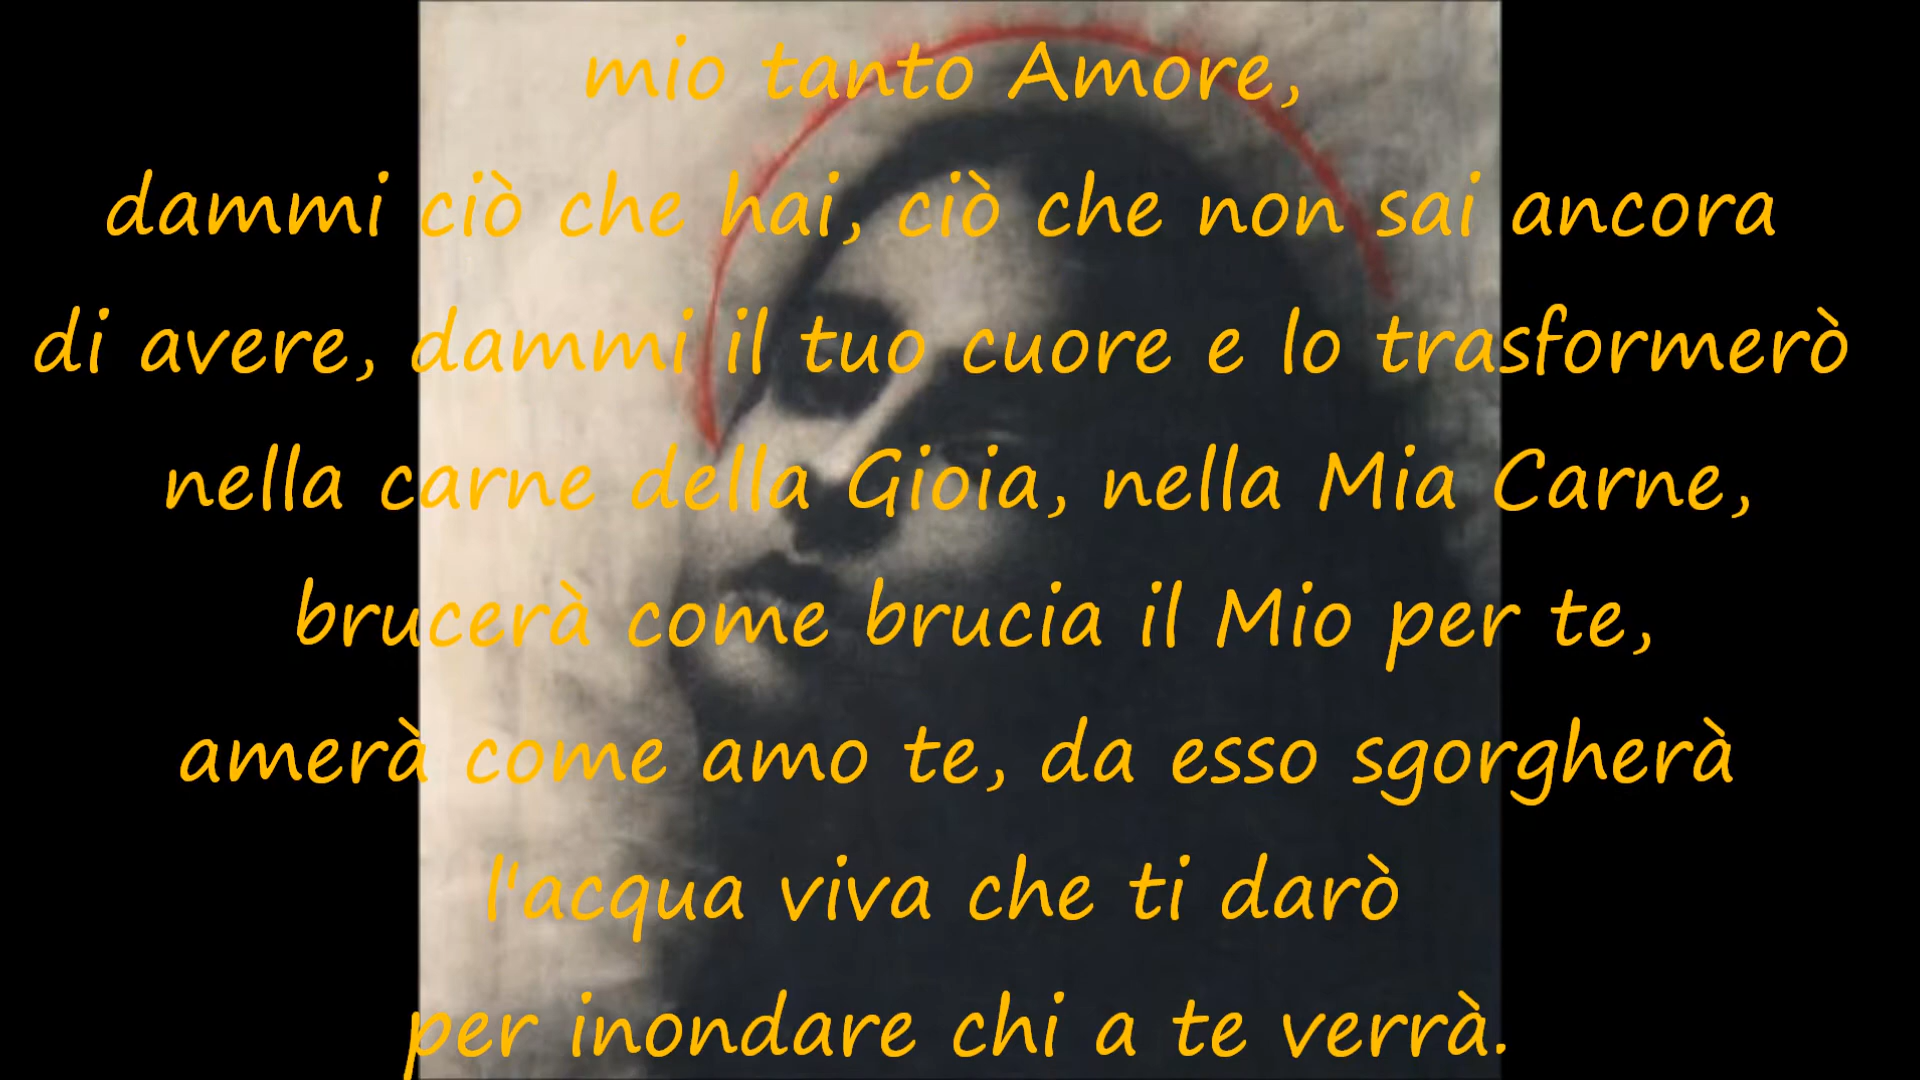 mio tanto Amore,
dammi ciò che hai, ciò che non sai ancora
di avere, dammi il tuo cuore e lo trasformerò
nella carne della Gioia, nella Mia Carne,
brucerà come brucia il Mio per te,
amerà come amo te, da esso sgorgherà
l'acqua viva che ti darò
per inondare chi a te verrà.